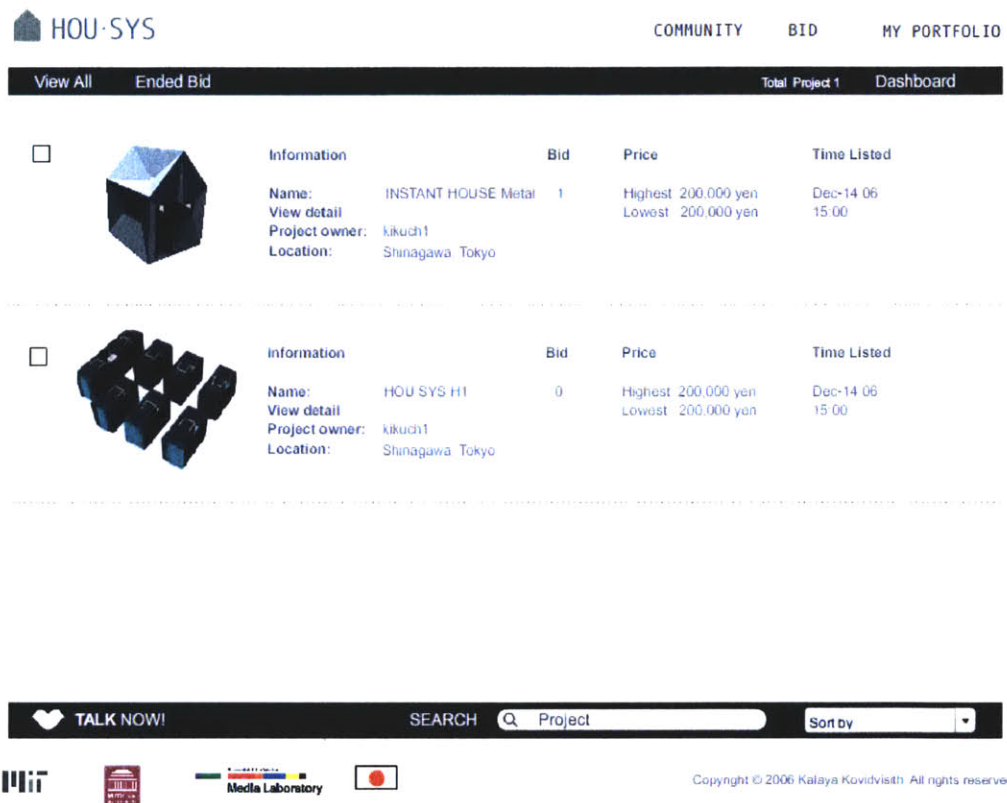 HOU·SYS COMMUNITY BID MY PORTFOLIO
View All Ended Bid Total Project 1 Dashboard
Information Bid Price Time Listed
Name: INSTANT HOUSE Metal 1 Highest 200,000 yen Dec-14 06
View detail Lowest 200,000 yen 15:00
Project owner: kikuch1
Location: Shinagawa Tokyo
Information Bid Price Time Listed
Name: HOU SYS H1 0 Highest 200,000 yen Dec-14 06
View detail Lowest 200,000 yen 15:00
Project owner: kikuch1
Location: Shinagawa Tokyo
TALK NOW! SEARCH Project Sort by
MIT Media Laboratory Copyright © 2006 Kalaya Kovidvisith All rights reserve